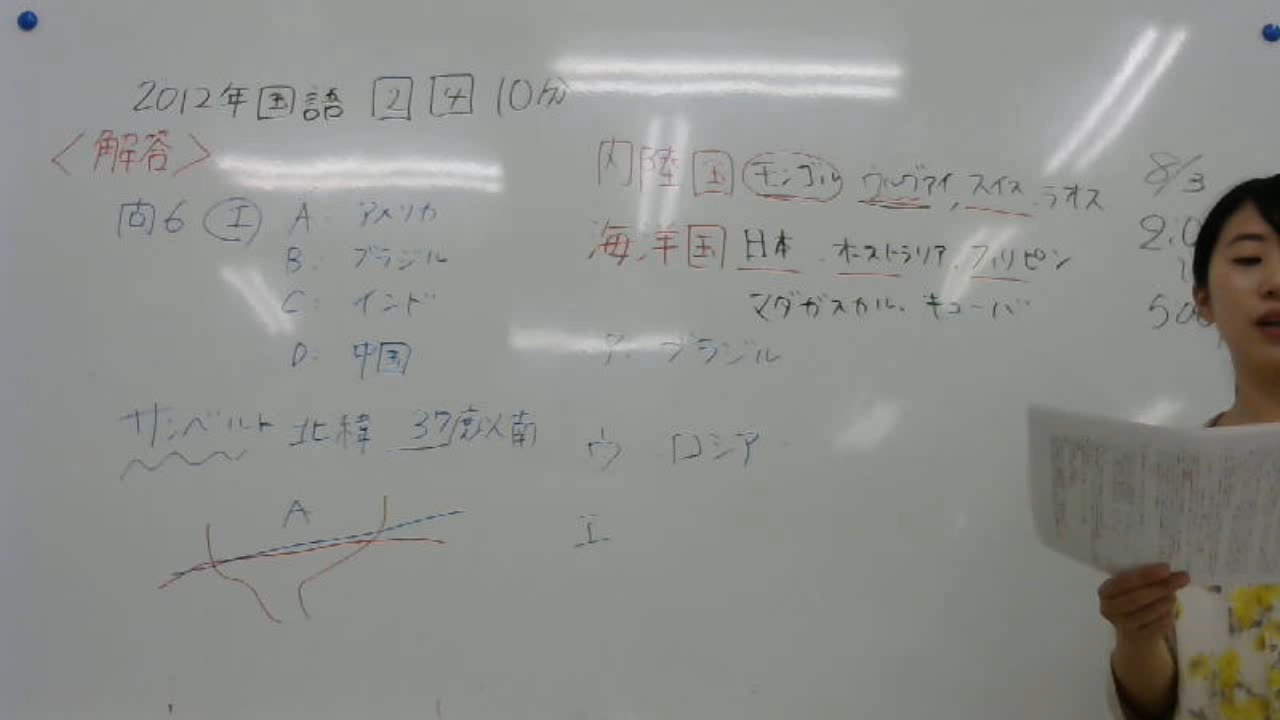 2012年国語 2 4 10分
<解答>
問6 エ A: アメリカ
B: ブラジル
C: インド
D: 中国
サンベルト 北緯 37度以南
A
内陸国 モンゴル ウルグアイ, スイス, ラオス
海洋国 日本, オーストラリア, フィリピン
マダガスカル, キューバ
ア. ブラジル
ウ ロシア
エ
8/3